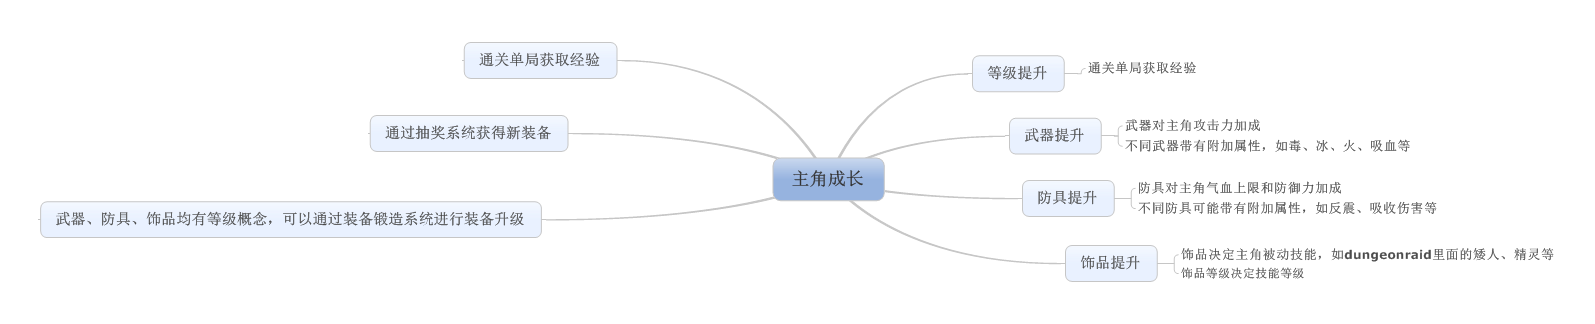 通关单局获取经验
通过抽奖系统获得新装备
武器、防具、饰品均有等级概念，可以通过装备锻造系统进行装备升级
主角成长
等级提升
通关单局获取经验
武器提升
武器对主角攻击力加成
不同武器带有附加属性，如毒、冰、火、吸血等
防具提升
防具对主角气血上限和防御力加成
不同防具可能带有附加属性，如反震、吸收伤害等
饰品提升
饰品决定主角被动技能，如dungeonraid里面的矮人、精灵等
饰品等级决定技能等级